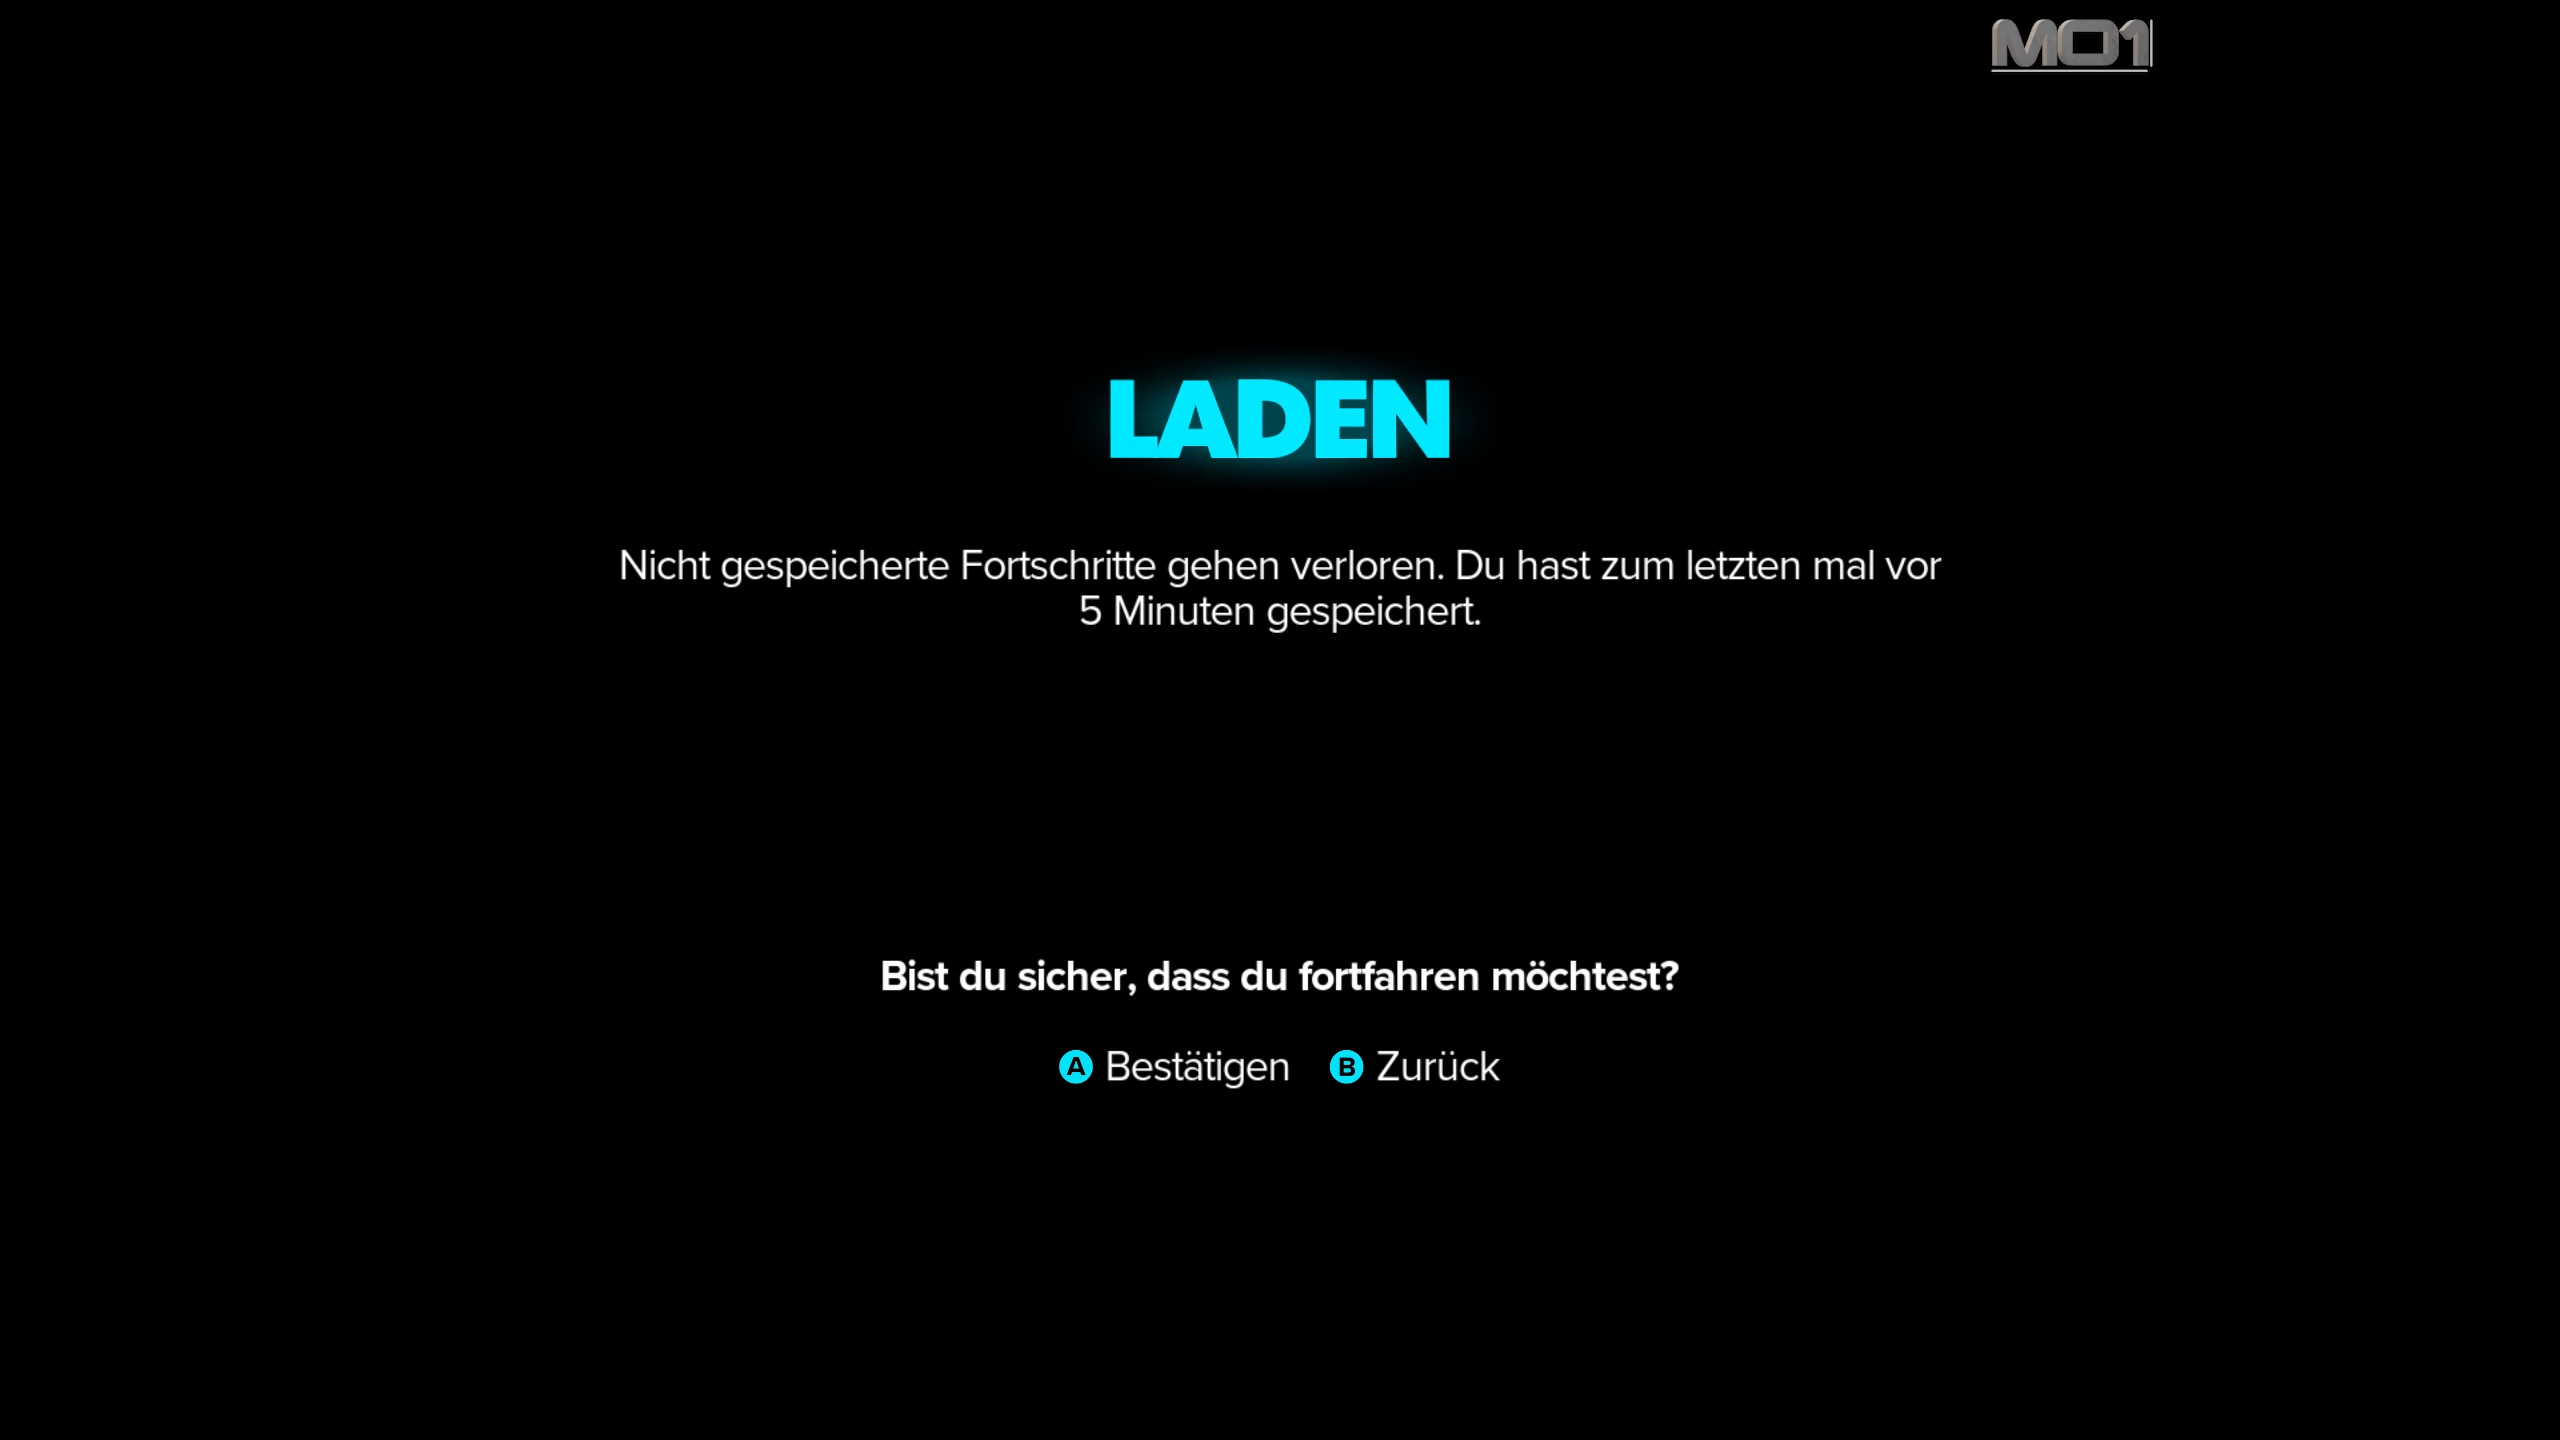 MO1
LADEN
Nicht gespeicherte Fortschritte gehen verloren. Du hast zum letzten mal vor
5 Minuten gespeichert.
Bist du sicher, dass du fortfahren möchtest?
A Bestätigen B Zurück